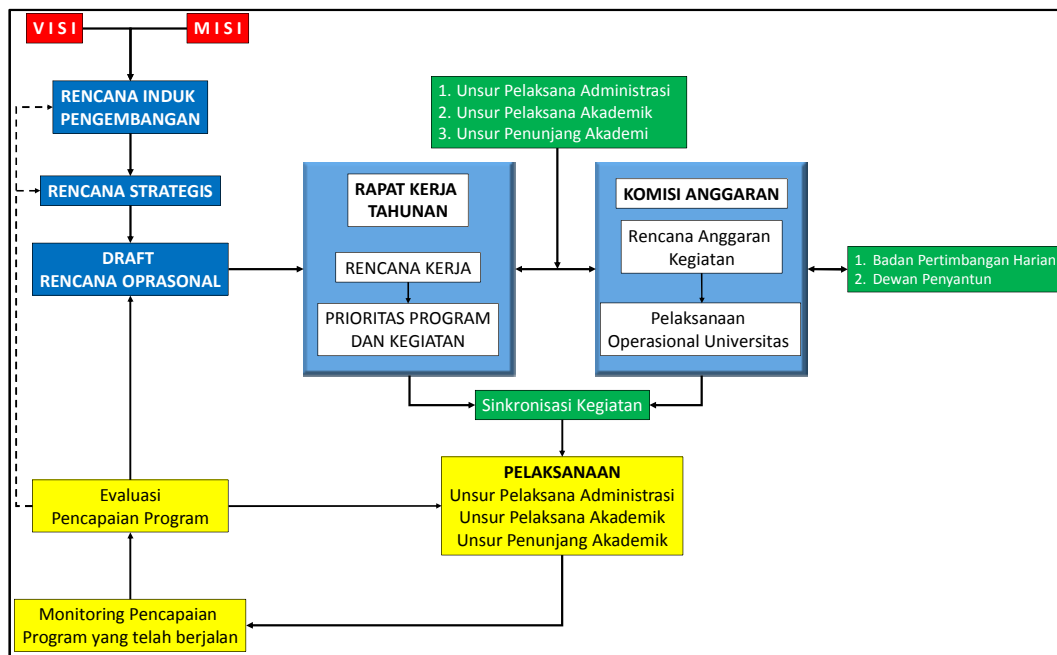 VISI
MISI
RENCANA INDUK
PENGEMBANGAN
1. Unsur Pelaksana Administrasi
2. Unsur Pelaksana Akademik
3. Unsur Penunjang Akademi
RENCANA STRATEGIS
DRAFT
RENCANA OPRASONAL
RAPAT KERJA
TAHUNAN
RENCANA KERJA
PRIORITAS PROGRAM
DAN KEGIATAN
KOMISI ANGGARAN
Rencana Anggaran
Kegiatan
Pelaksanaan
Operasional Universitas
1. Badan Pertimbangan Harian
2. Dewan Penyantun
Sinkronisasi Kegiatan
PELAKSANAAN
Unsur Pelaksana Administrasi
Unsur Pelaksana Akademik
Unsur Penunjang Akademik
Evaluasi
Pencapaian Program
Monitoring Pencapaian
Program yang telah berjalan